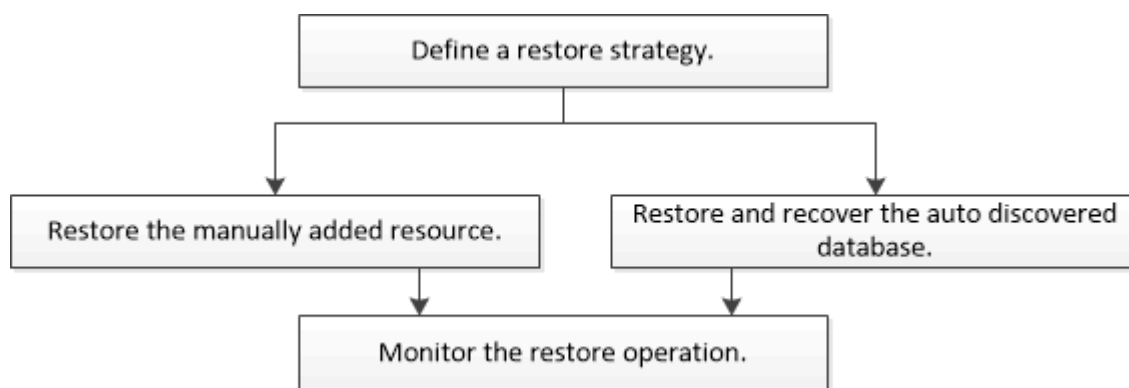 Define a restore strategy.
Restore the manually added resource.
Restore and recover the auto discovered
database.
Monitor the restore operation.